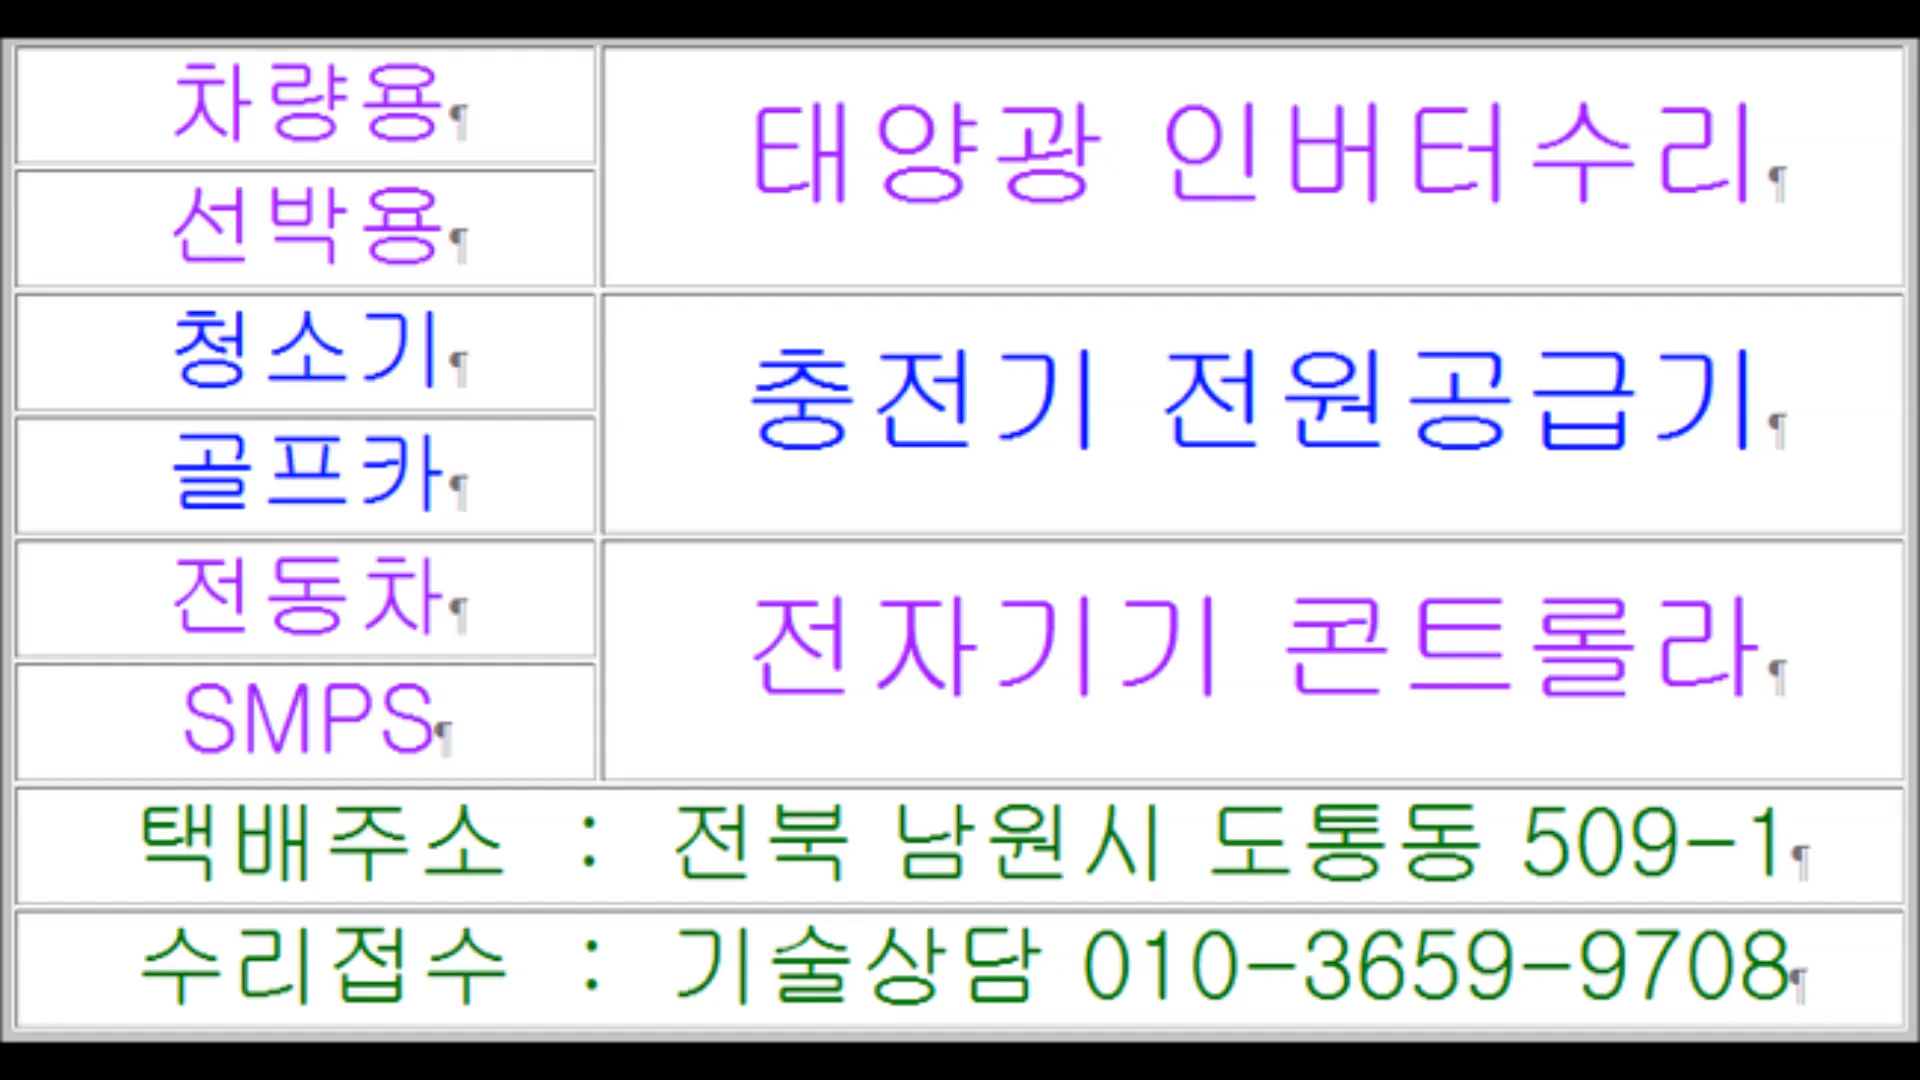 차량용
태양광 인버터수리
선박용
청소기
충전기 전원공급기
골프카
전동차
전자기기 콘트롤라
SMPS
택배주소 : 전북 남원시 도통동 509-1
수리접수 : 기술상담 010-3659-9708